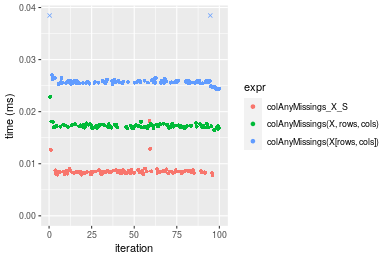 0.04
0.03
0.02
0.01
0.00
time (ms)
0
25
50
75
100
iteration
expr
colAnyMissings_X_S
colAnyMissings(X, rows, cols)
colAnyMissings(X[rows, cols])